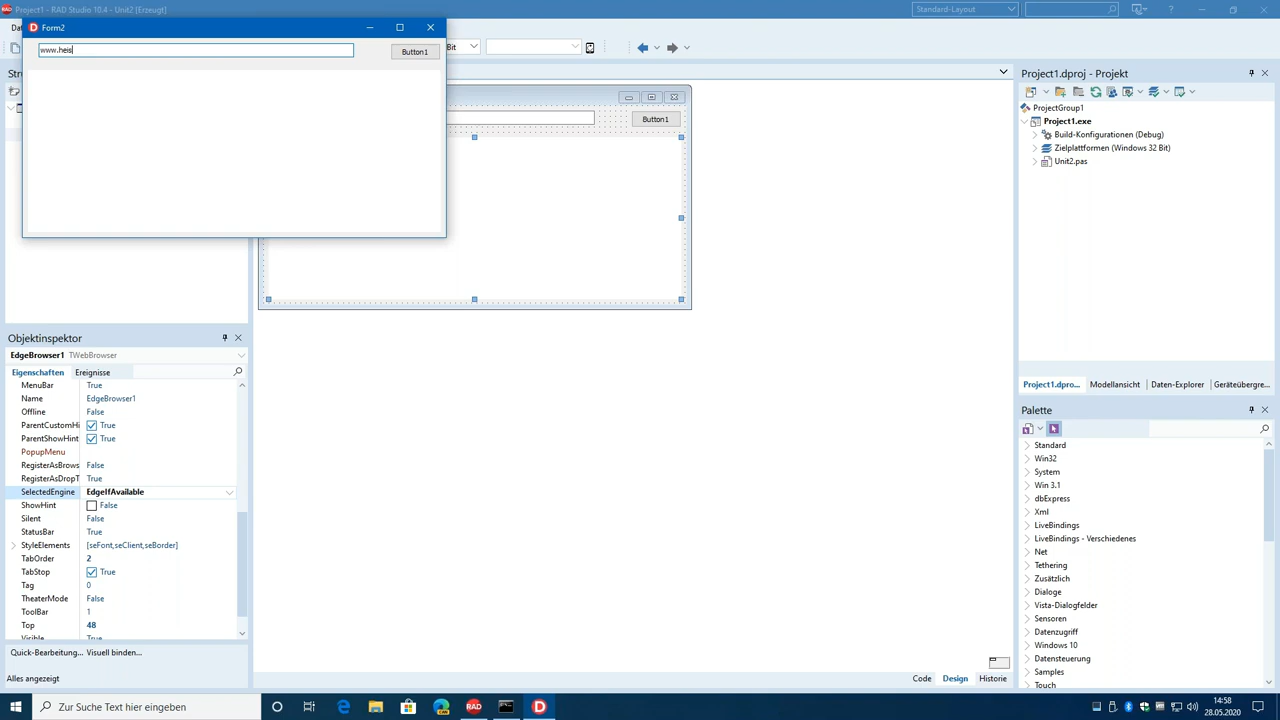 Project1 - RAD Studio 10.4 - Unit2 [Erzeugt]
Standard-Layout
Form2
www.heis
Button1
Bit
Button1
Project1.dproj - Projekt
ProjectGroup1
Project1.exe
Build-Konfigurationen (Debug)
Zielplattformen (Windows 32 Bit)
Unit2.pas
Project1.dpro...
Modellansicht
Daten-Explorer
Geräteübergre...
Objektinspektor
EdgeBrowser1 TWebBrowser
Eigenschaften
Ereignisse
MenuBar True
Name EdgeBrowser1
Offline False
ParentCustomHi True
ParentShowHint True
PopupMenu
RegisterAsBrows False
RegisterAsDropT True
SelectedEngine EdgeIfAvailable
ShowHint False
Silent False
StatusBar True
StyleElements [seFont,seClient,seBorder]
TabOrder 2
TabStop True
Tag 0
TheaterMode False
ToolBar 1
Top 48
Visible True
Quick-Bearbeitung... Visuell binden...
Alles angezeigt
Palette
Standard
Win32
System
Win 3.1
dbExpress
Xml
LiveBindings
LiveBindings - Verschiedenes
Net
Tethering
Zusätzlich
Dialoge
Vista-Dialogfelder
Sensoren
Datenzugriff
Windows 10
Datensteuerung
Samples
Touch
Code
Design
Historie
Zur Suche Text hier eingeben
RAD
14:58
28.05.2020